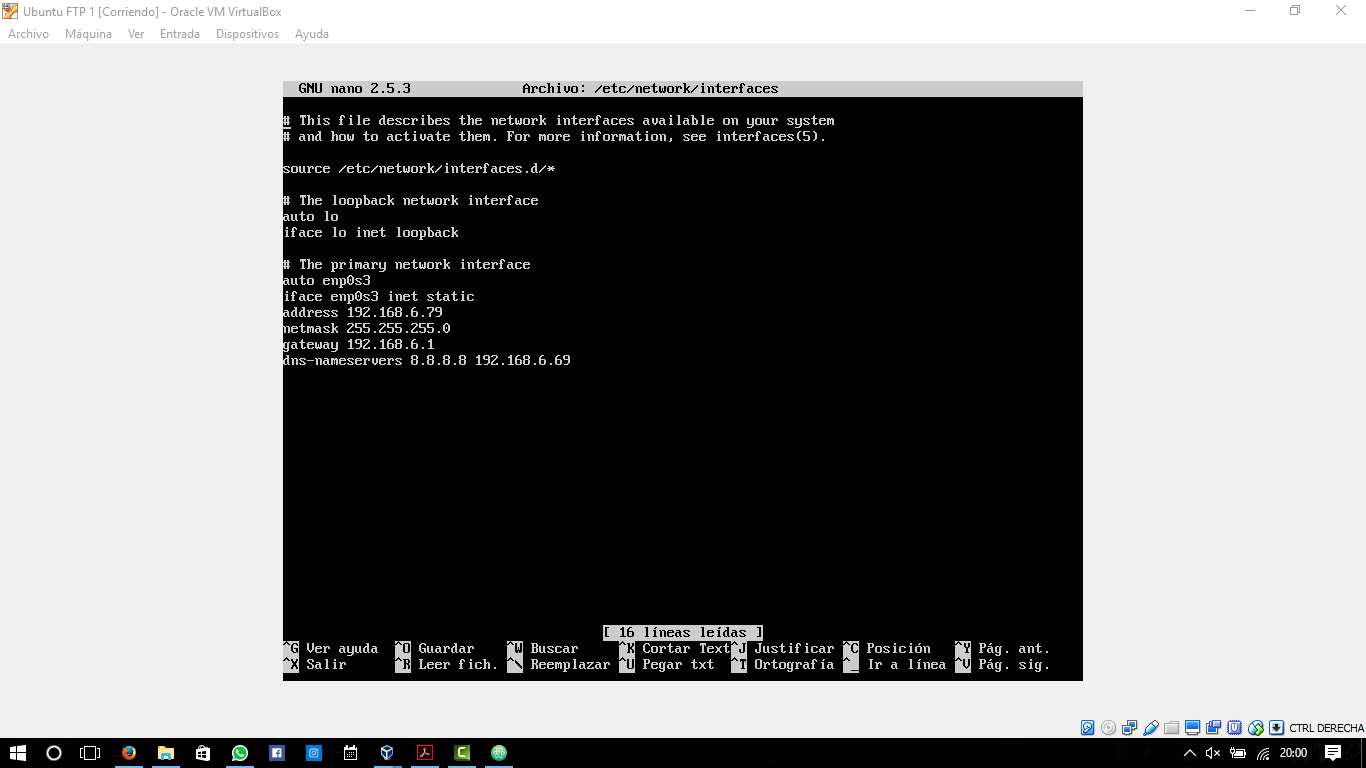 Ubuntu FTP 1 [Corriendo] - Oracle VM VirtualBox
Archivo Máquina Ver Entrada Dispositivos Ayuda
GNU nano 2.5.3 Archivo: /etc/network/interfaces
# This file describes the network interfaces available on your system
# and how to activate them. For more information, see interfaces(5).
source /etc/network/interfaces.d/*
# The loopback network interface
auto lo
iface lo inet loopback
# The primary network interface
auto enp0s3
iface enp0s3 inet static
address 192.168.6.79
netmask 255.255.255.0
gateway 192.168.6.1
dns-nameservers 8.8.8.8 192.168.6.69
[ 16 líneas leídas ]
^G Ver ayuda ^O Guardar ^W Buscar ^K Cortar Text^J Justificar ^C Posición ^Y Pág. ant.
^X Salir ^R Leer fich. ^\ Reemplazar ^U Pegar txt ^T Ortografía ^_ Ir a línea ^V Pág. sig.
CTRL DERECHA
20:00